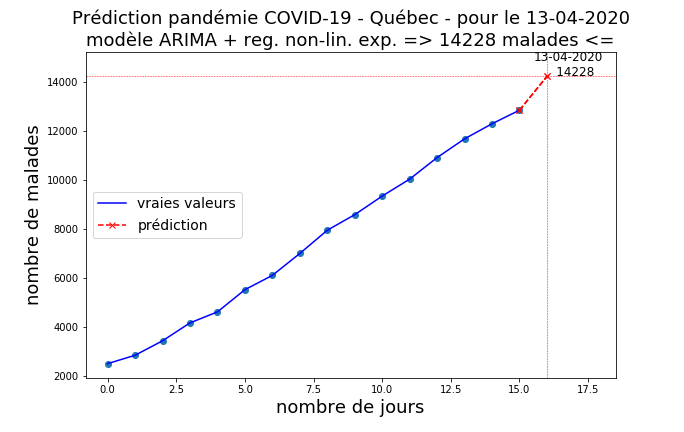 Prédiction pandémie COVID-19 - Québec - pour le 13-04-2020
modèle ARIMA + reg. non-lin. exp. => 14228 malades <=
13-04-2020
14228
14000
12000
10000
8000
6000
4000
2000
nombre de malades
vraies valeurs
prédiction
0.0 2.5 5.0 7.5 10.0 12.5 15.0 17.5
nombre de jours